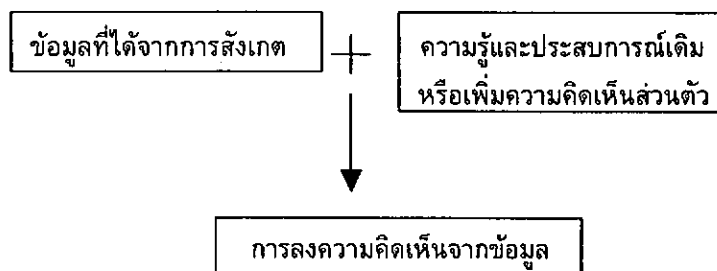 ข้อมูลที่ได้จากการสังเกต
+
ความรู้และประสบการณ์เดิม
หรือเพิ่มความคิดเห็นส่วนตัว
การลงความคิดเห็นจากข้อมูล